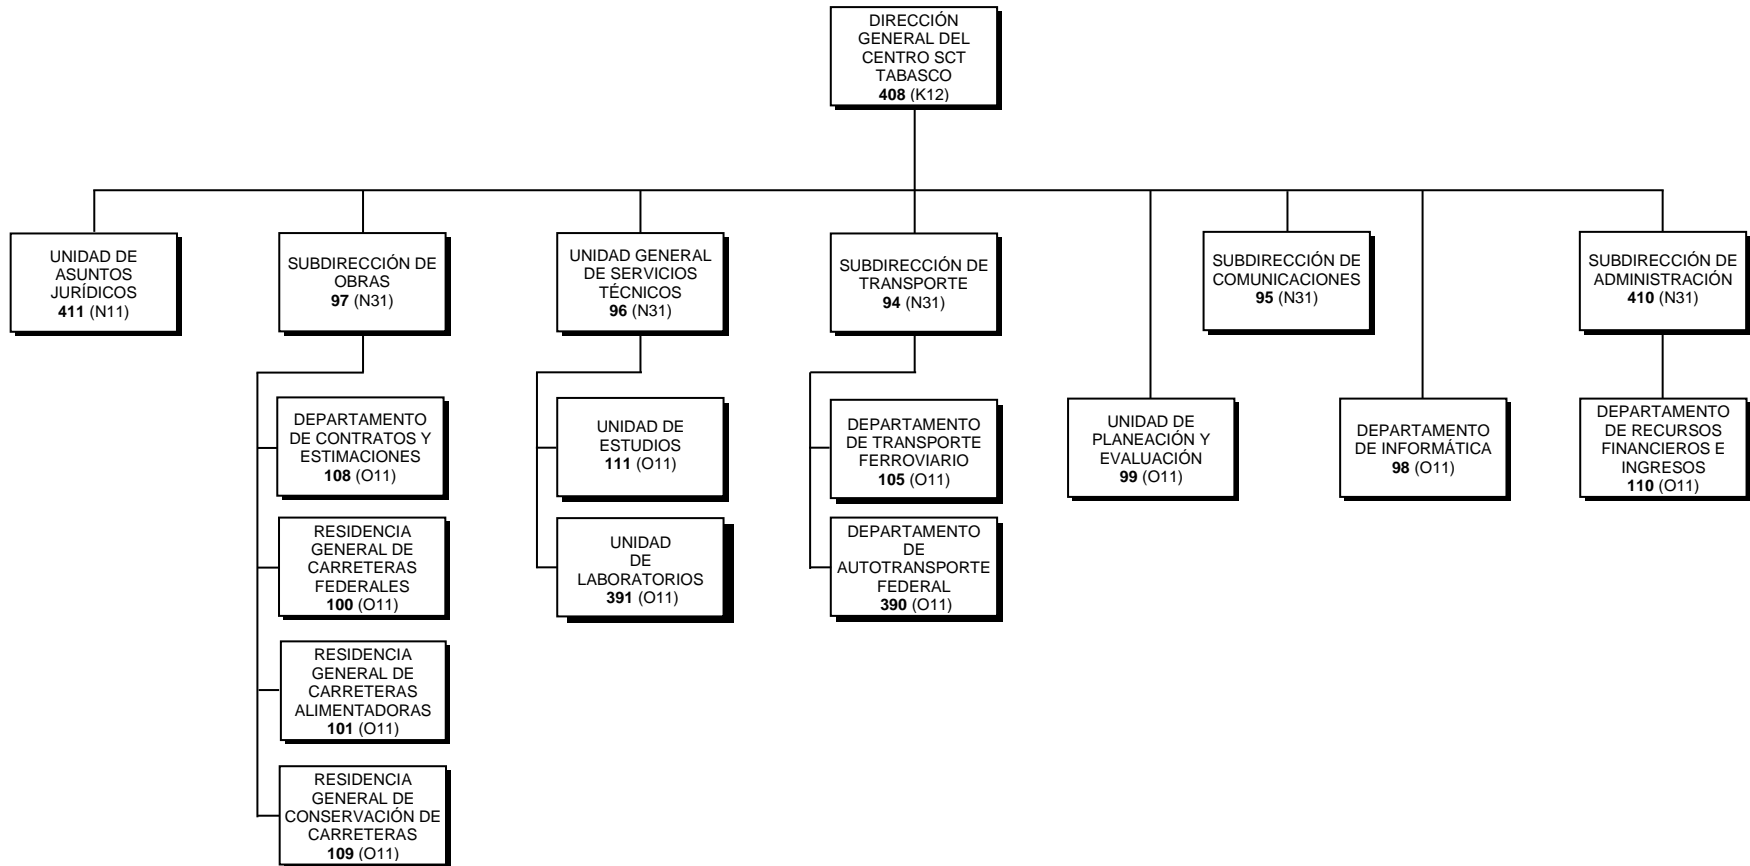 DIRECCIÓN
GENERAL DEL
CENTRO SCT
TABASCO
408 (K12)
UNIDAD DE
ASUNTOS
JURÍDICOS
411 (N11)
SUBDIRECCIÓN DE
OBRAS
97 (N31)
UNIDAD GENERAL
DE SERVICIOS
TÉCNICOS
96 (N31)
SUBDIRECCIÓN DE
TRANSPORTE
94 (N31)
SUBDIRECCIÓN DE
COMUNICACIONES
95 (N31)
SUBDIRECCIÓN DE
ADMINISTRACIÓN
410 (N31)
DEPARTAMENTO
DE CONTRATOS Y
ESTIMACIONES
108 (O11)
UNIDAD DE
ESTUDIOS
111 (O11)
DEPARTAMENTO
DE TRANSPORTE
FERROVIARIO
105 (O11)
UNIDAD DE
PLANEACIÓN Y
EVALUACIÓN
99 (O11)
DEPARTAMENTO
DE INFORMÁTICA
98 (O11)
DEPARTAMENTO
DE RECURSOS
FINANCIEROS E
INGRESOS
110 (O11)
RESIDENCIA
GENERAL DE
CARRETERAS
FEDERALES
100 (O11)
UNIDAD
DE
LABORATORIOS
391 (O11)
DEPARTAMENTO
DE
AUTOTRANSPORTE
FEDERAL
390 (O11)
RESIDENCIA
GENERAL DE
CARRETERAS
ALIMENTADORAS
101 (O11)
RESIDENCIA
GENERAL DE
CONSERVACIÓN DE
CARRETERAS
109 (O11)